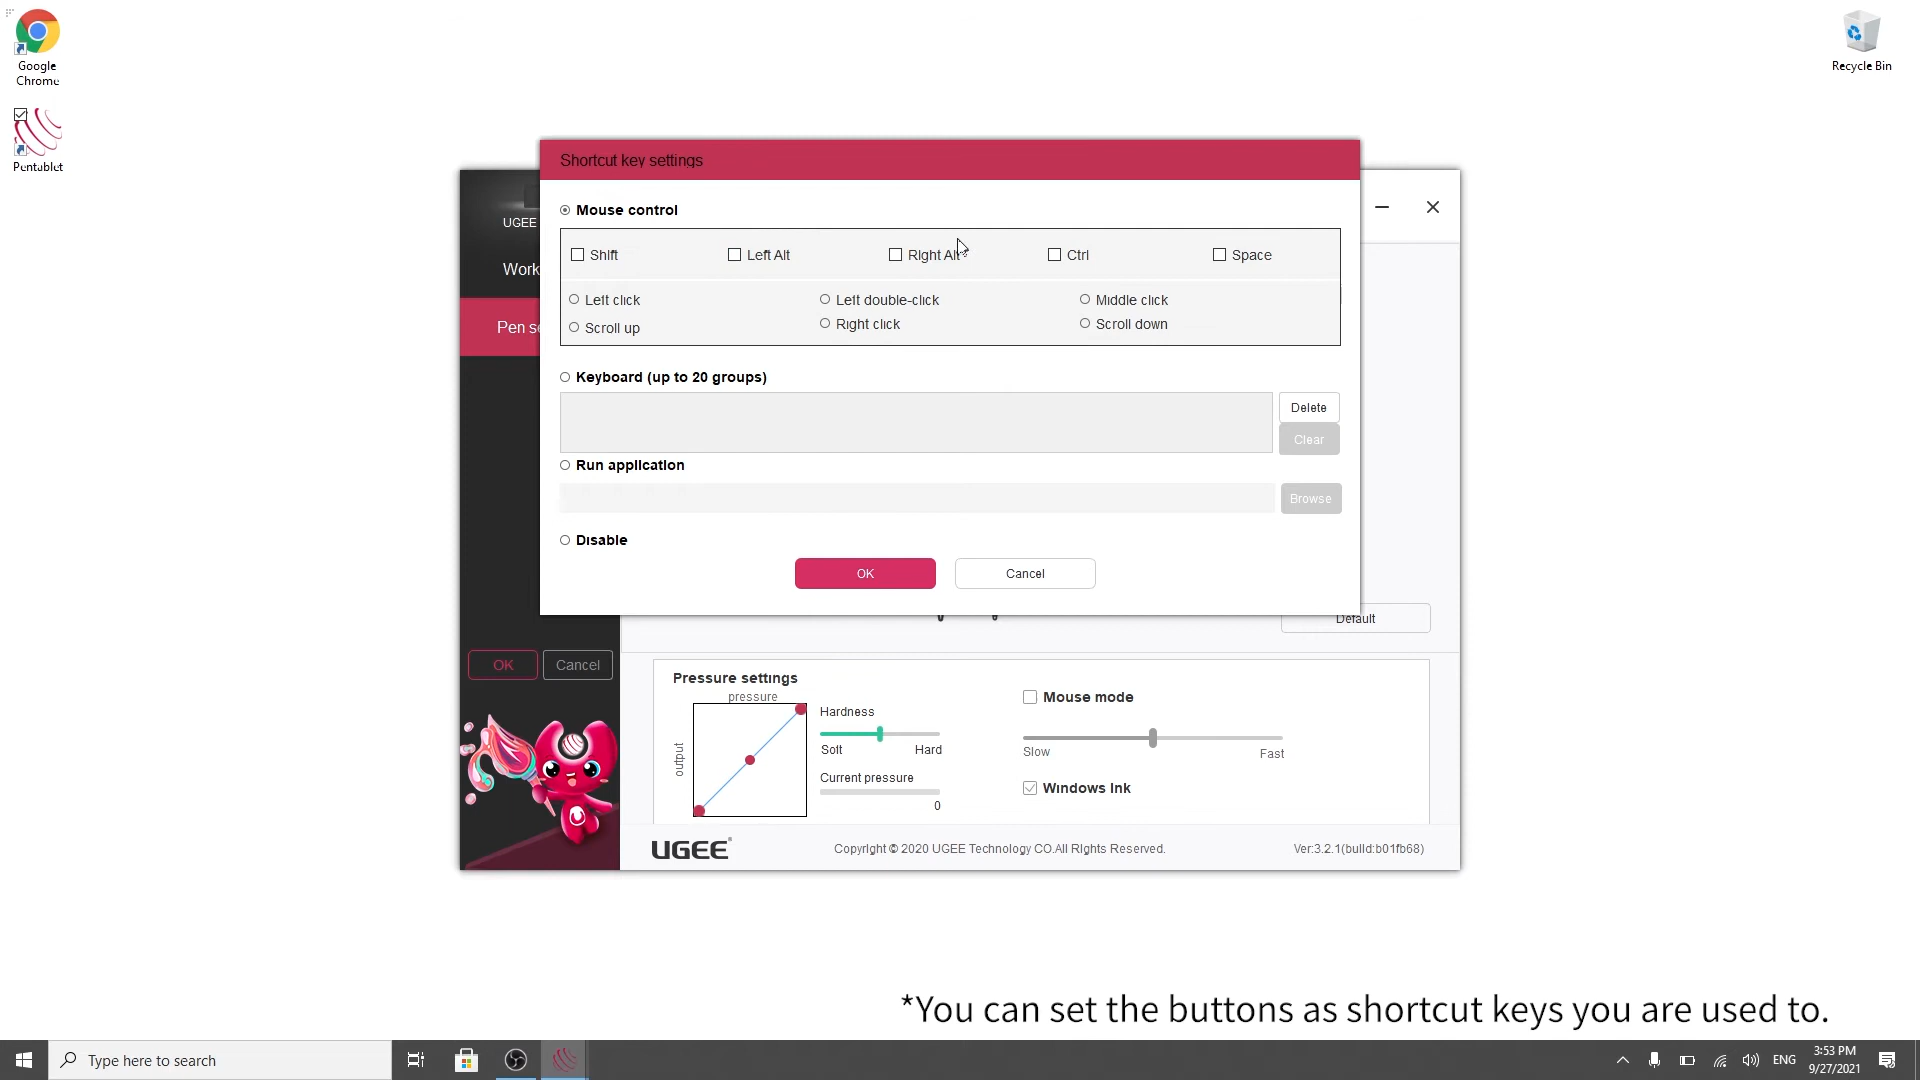 Google
Chrome
Pentablet
Recycle Bin
Shortcut key settings
UGEE
Work
Pen se
Mouse control
Shift
Left Alt
Right Alt
Ctrl
Space
Left click
Left double-click
Middle click
Scroll up
Right click
Scroll down
Keyboard (up to 20 groups)
Delete
Clear
Run application
Browse
Disable
OK
Cancel
Default
OK
Cancel
Pressure settings
pressure
output
Hardness
Soft
Hard
Current pressure
0
Mouse mode
Slow
Fast
Windows Ink
UGEE
Copyright © 2020 UGEE Technology CO.All Rights Reserved.
Ver:3.2.1(build:b01fb68)
*You can set the buttons as shortcut keys you are used to.
Type here to search
ENG
3:53 PM
9/27/2021